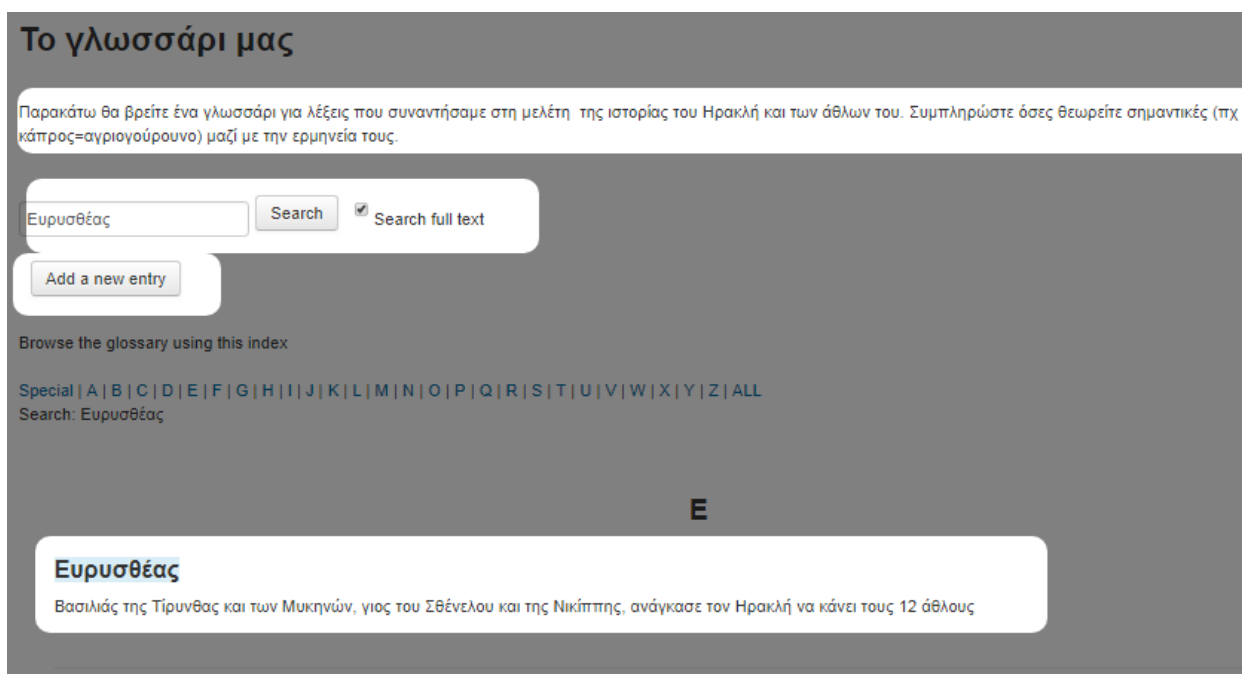 Το γλωσσάρι μας
Παρακάτω θα βρείτε ένα γλωσσάρι για λέξεις που συναντήσαμε στη μελέτη της ιστορίας του Ηρακλή και των άθλων του. Συμπληρώστε όσες θεωρείτε σημαντικές (πχ
κάπρος=αγριογούρουνο) μαζί με την ερμηνεία τους.
Ευρυσθέας Search Search full text
Add a new entry
Browse the glossary using this index
Special | A | B | C | D | E | F | G | H | I | J | K | L | M | N | O | P | Q | R | S | T | U | V | W | X | Y | Z | ALL
Search: Ευρυσθέας
Ε
Ευρυσθέας
Βασιλιάς της Τίρυνθας και των Μυκηνών, γιος του Σθένελου και της Νικίππης, ανάγκασε τον Ηρακλή να κάνει τους 12 άθλους